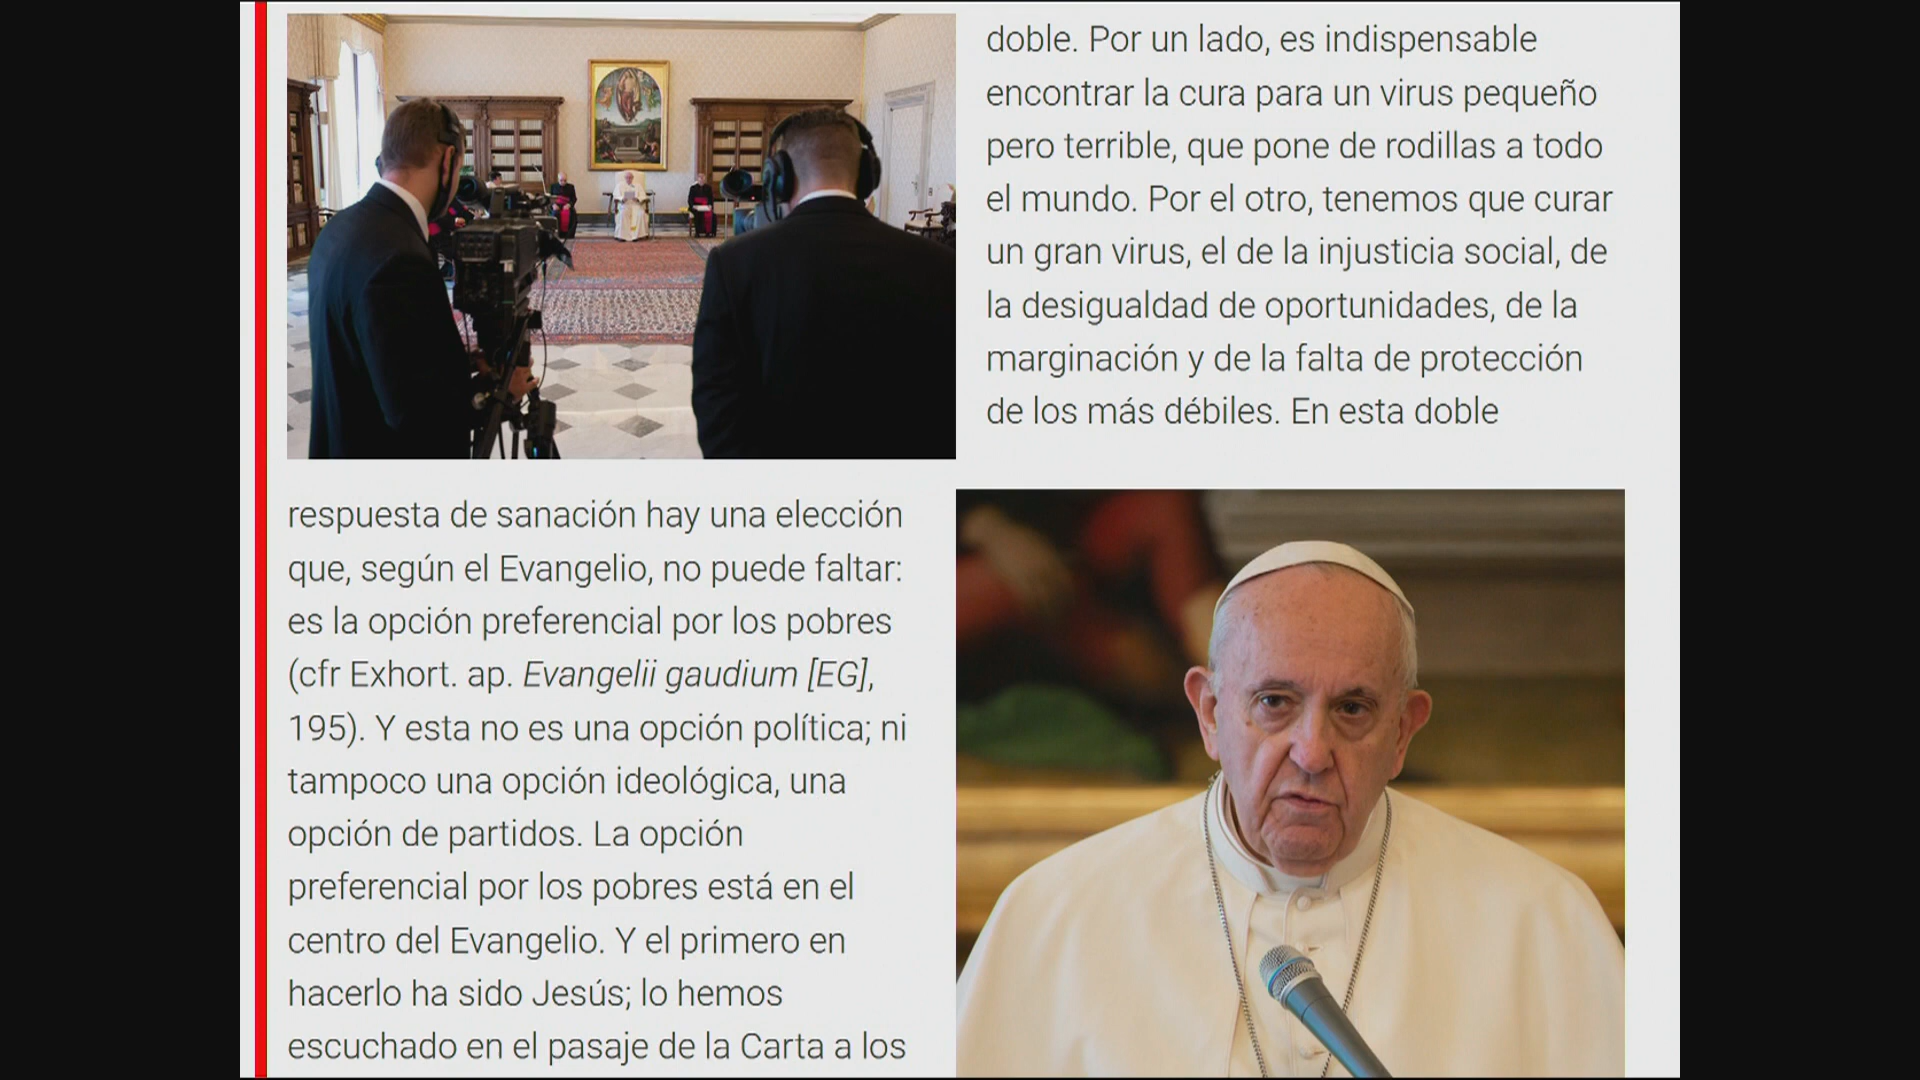 doble. Por un lado, es indispensable
encontrar la cura para un virus pequeño
pero terrible, que pone de rodillas a todo
el mundo. Por el otro, tenemos que curar
un gran virus, el de la injusticia social, de
la desigualdad de oportunidades, de la
marginación y de la falta de protección
de los más débiles. En esta doble
respuesta de sanación hay una elección
que, según el Evangelio, no puede faltar:
es la opción preferencial por los pobres
(cfr Exhort. ap. Evangelii gaudium [EG],
195). Y esta no es una opción política; ni
tampoco una opción ideológica, una
opción de partidos. La opción
preferencial por los pobres está en el
centro del Evangelio. Y el primero en
hacerlo ha sido Jesús; lo hemos
escuchado en el pasaje de la Carta a los